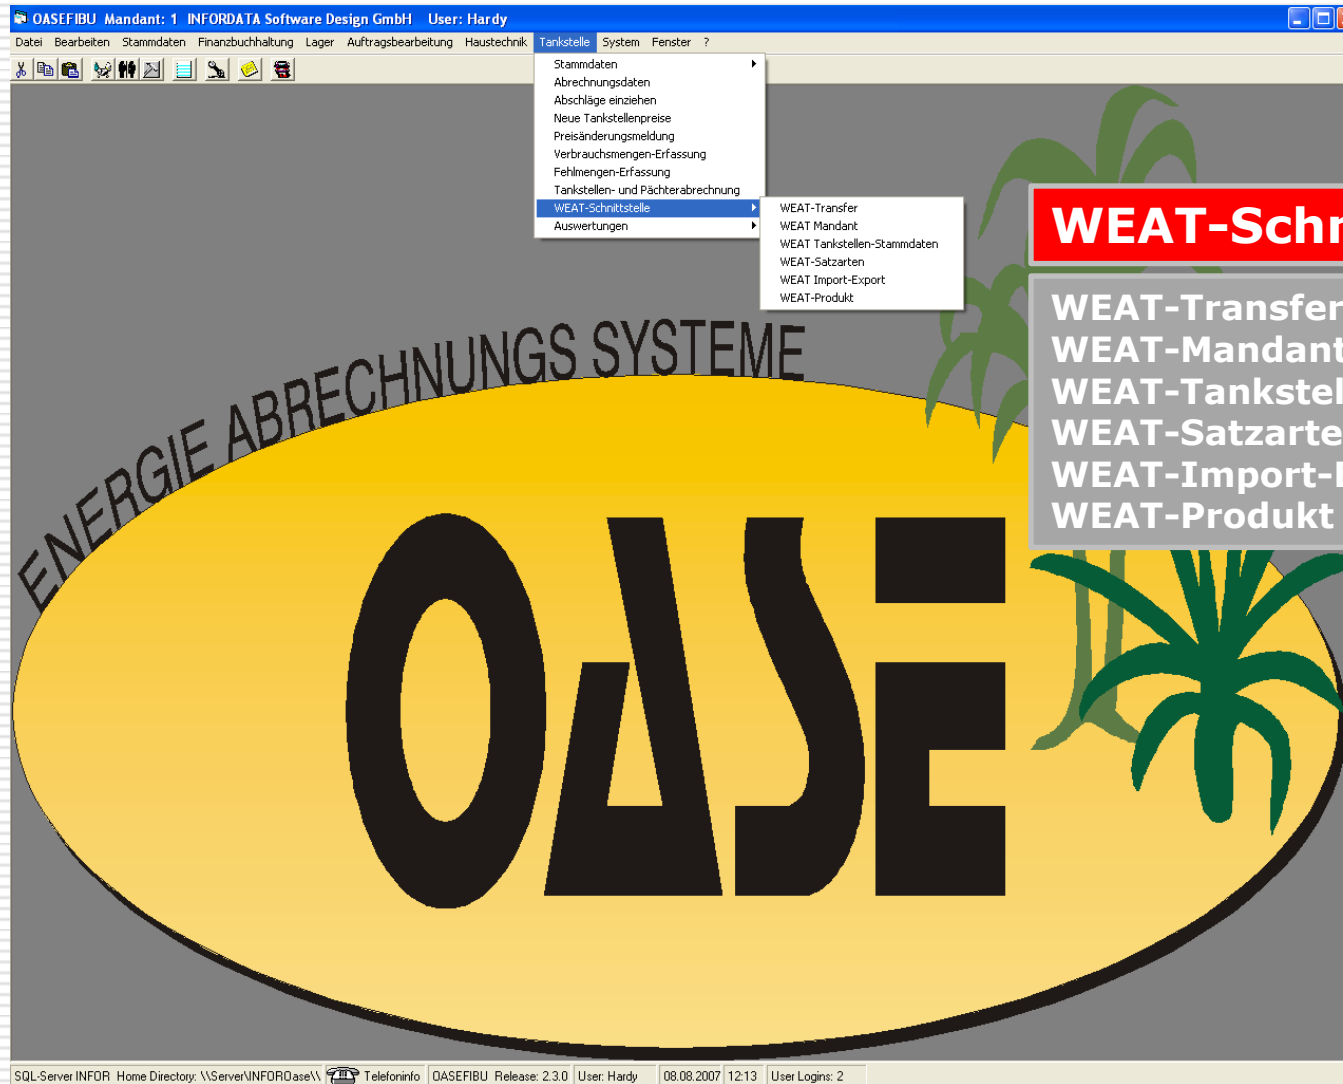 OASEFIBU Mandant: 1 INFORDATA Software Design GmbH User: Hardy
Datei Bearbeiten Stammdaten Finanzbuchhaltung Lager Auftragsbearbeitung Haustechnik Tankstelle System Fenster ?
Stammdaten
Abrechnungsdaten
Abschläge einziehen
Neue Tankstellenpreise
Preisänderungsmeldung
Verbrauchsmengen-Erfassung
Fehlmengen-Erfassung
Tankstellen- und Pächterabrechnung
WEAT-Schnittstelle
Auswertungen
WEAT-Transfer
WEAT Mandant
WEAT Tankstellen-Stammdaten
WEAT-Satzarten
WEAT Import-Export
WEAT-Produkt
WEAT-Schn
WEAT-Transfer
WEAT-Mandant
WEAT-Tankstel
WEAT-Satzarte
WEAT-Import-
WEAT-Produkt
ENERGIE ABRECHNUNGS SYSTEME
OASE
SQL-Server INFOR Home Directory: \\Server\INFOROase\\ Telefoninfo OASEFIBU Release: 2.3.0 User: Hardy 08.08.2007 12:13 User Logins: 2